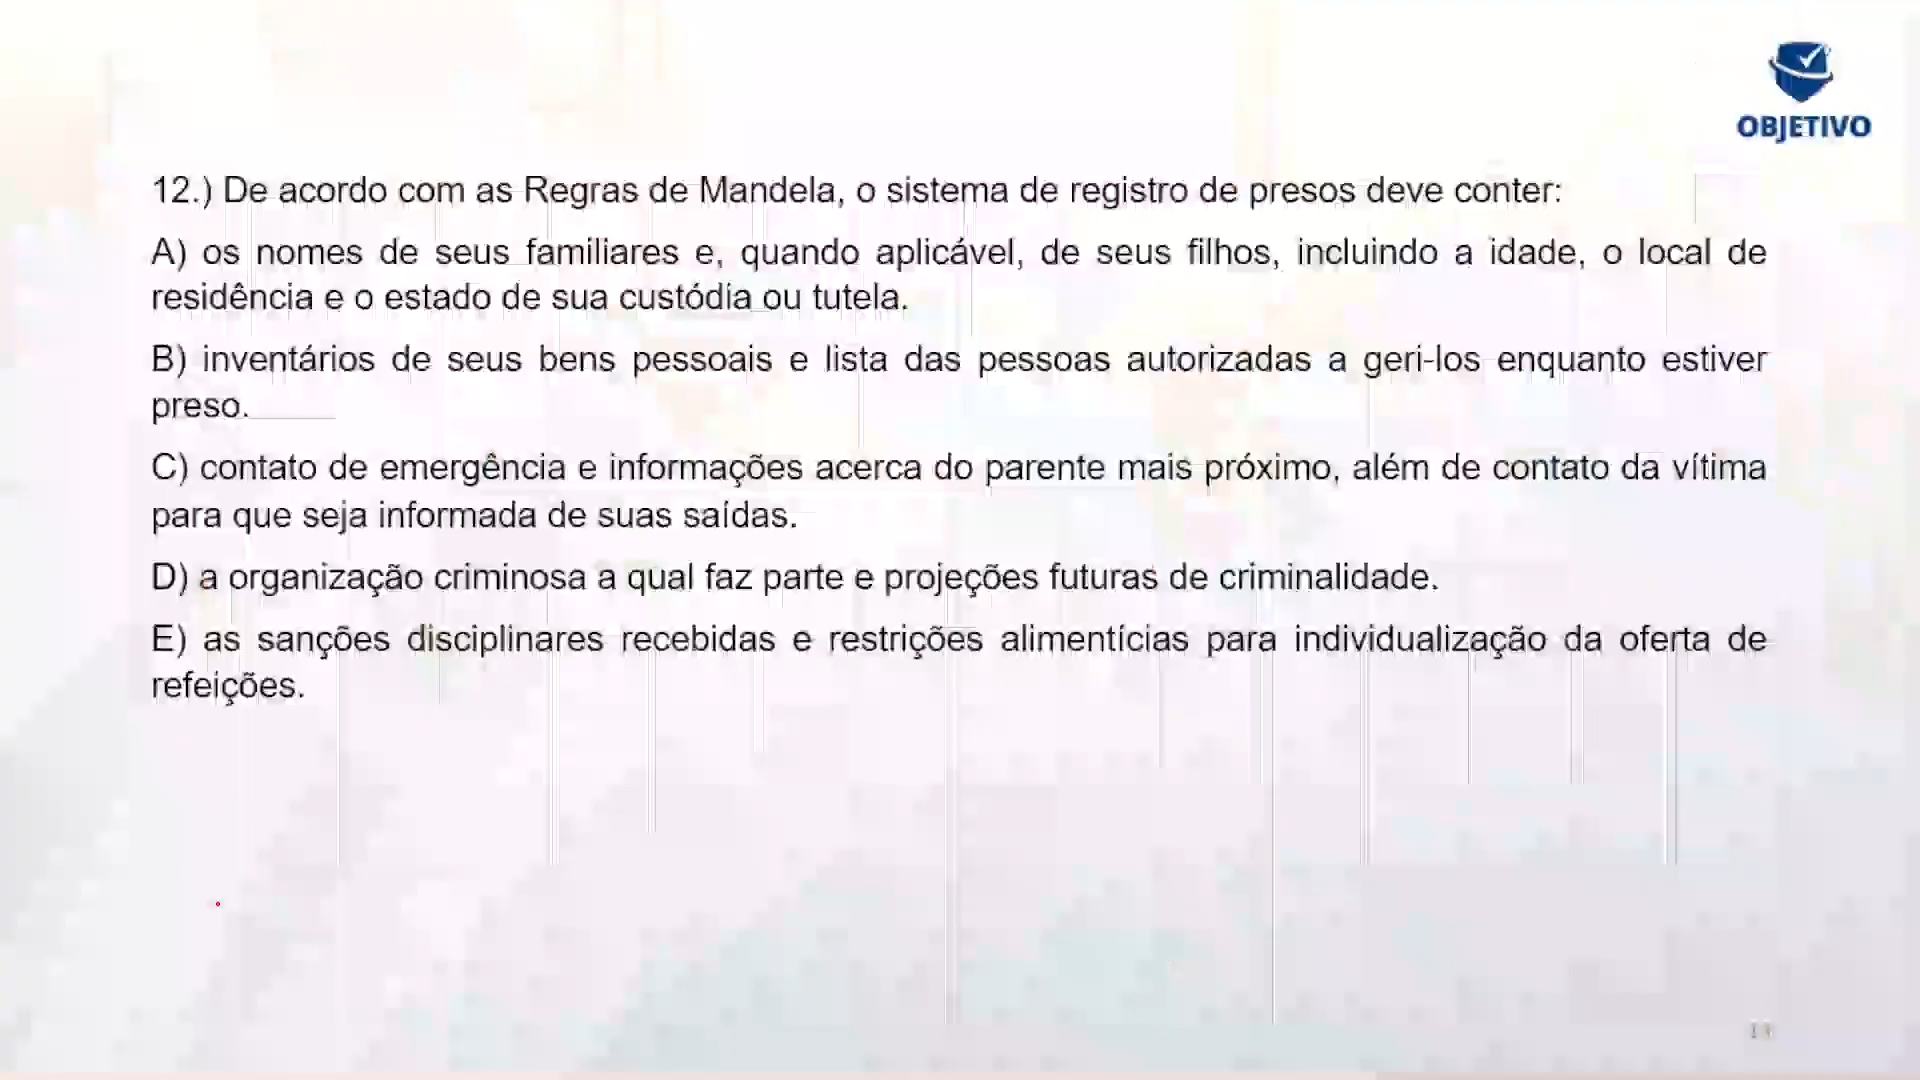 OBJETIVO
12.) De acordo com as Regras de Mandela, o sistema de registro de presos deve conter:
A) os nomes de seus familiares e, quando aplicável, de seus filhos, incluindo a idade, o local de
residência e o estado de sua custódia ou tutela.
B) inventários de seus bens pessoais e lista das pessoas autorizadas a geri-los enquanto estiver
preso.
C) contato de emergência e informações acerca do parente mais próximo, além de contato da vítima
para que seja informada de suas saídas.
D) a organização criminosa a qual faz parte e projeções futuras de criminalidade.
E) as sanções disciplinares recebidas e restrições alimentícias para individualização da oferta de
refeições.